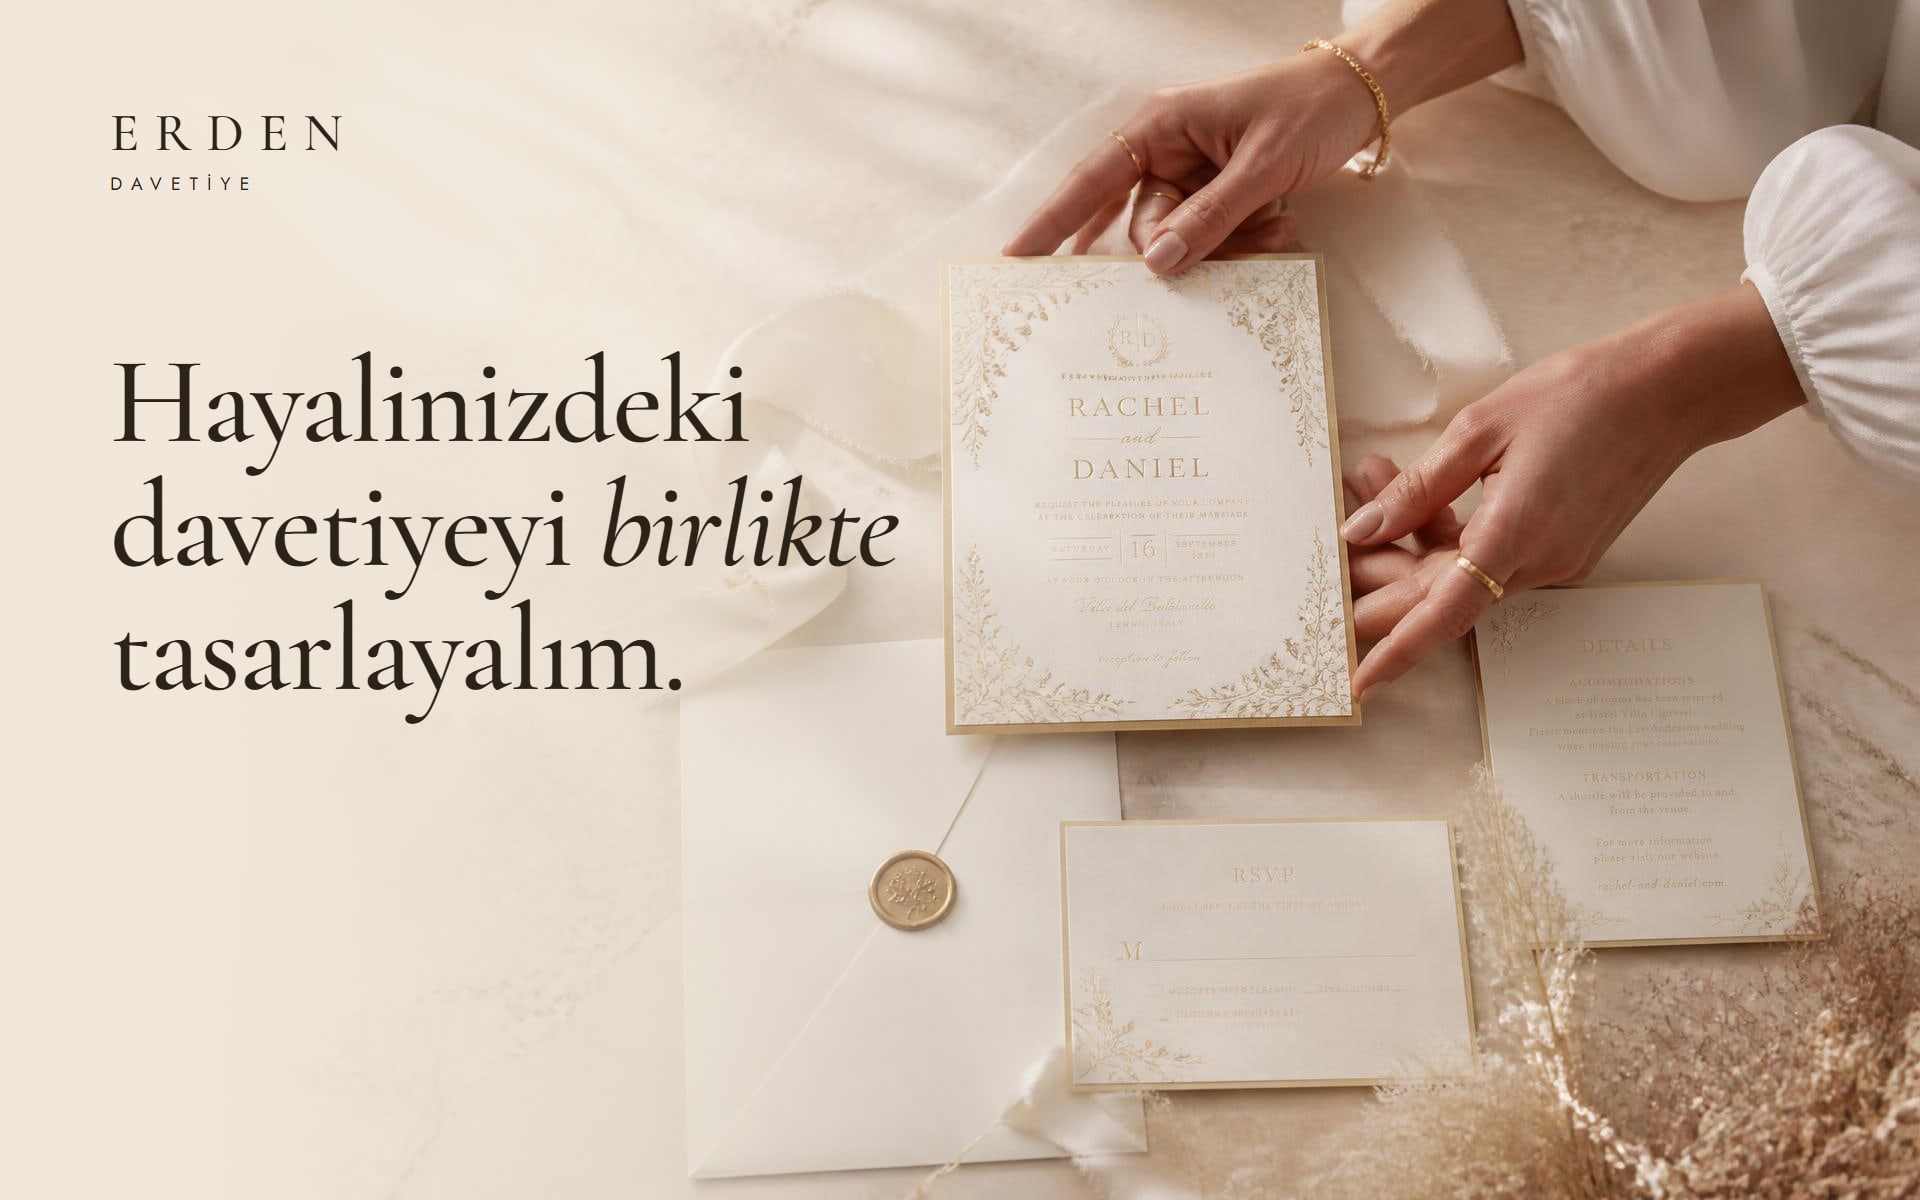 ERDEN
DAVETİYE
Hayalinizdeki
davetiyeyi birlikte
tasarlayalım.
R D
RACHEL
and
DANIEL
REQUEST THE PLEASURE OF YOUR COMPANY
AT THE CELEBRATION OF THEIR MARRIAGE
SATURDAY 16 SEPTEMBER
AT FOUR O'CLOCK IN THE AFTERNOON
Villa del
LENNO, ITALY
reception to follow
DETAILS
A block of rooms has been reserved
at Hotel Villa Cipressi.
Please mention the Lee/Anderson wedding
when making your reservations.
TRANSPORTATION
A shuttle will be provided to and
from the venue.
For more information
please visit our website
rachel-and-daniel.com
RSVP
KINDLY REPLY BY THE FIRST OF AUGUST
M